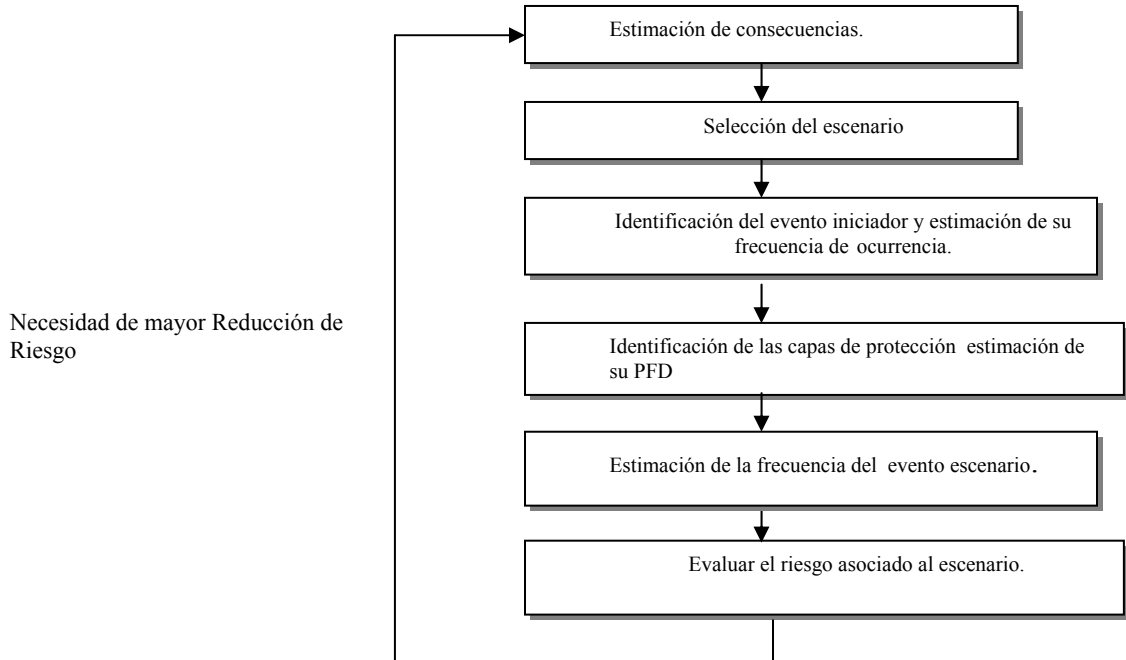 Estimación de consecuencias.
Selección del escenario
Identificación del evento iniciador y estimación de su
frecuencia de ocurrencia.
Necesidad de mayor Reducción de
Riesgo
Identificación de las capas de protección estimación de
su PFD
Estimación de la frecuencia del evento escenario.
Evaluar el riesgo asociado al escenario.